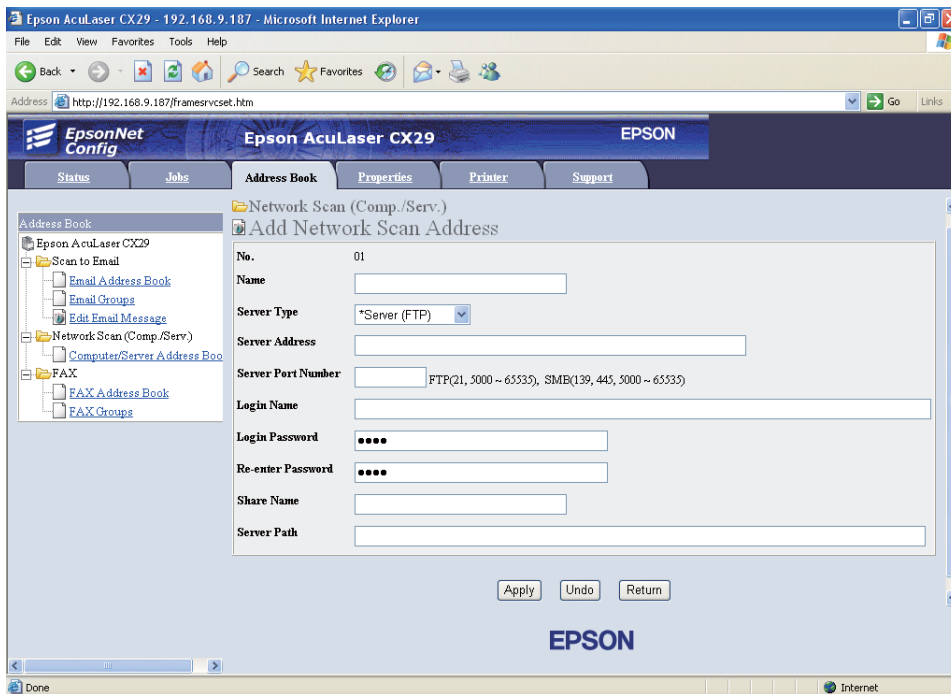 Epson AcuLaser CX29 - 192.168.9.187 - Microsoft Internet Explorer
File Edit View Favorites Tools Help
Back Search Favorites
Address http://192.168.9.187/framesrvcset.htm Go Links
EpsonNet Config Epson AcuLaser CX29 EPSON
Status Jobs Address Book Properties Printer Support
Address Book
Epson AcuLaser CX29
Scan to Email
Email Address Book
Email Groups
Edit Email Message
Network Scan (Comp./Serv.)
Computer/Server Address Boo
FAX
FAX Address Book
FAX Groups
Network Scan (Comp./Serv.)
Add Network Scan Address
No. 01
Name
Server Type *Server (FTP)
Server Address
Server Port Number FTP(21, 5000 ~ 65535), SMB(139, 445, 5000 ~ 65535)
Login Name
Login Password ••••
Re-enter Password ••••
Share Name
Server Path
Apply Undo Return
EPSON
Done Internet